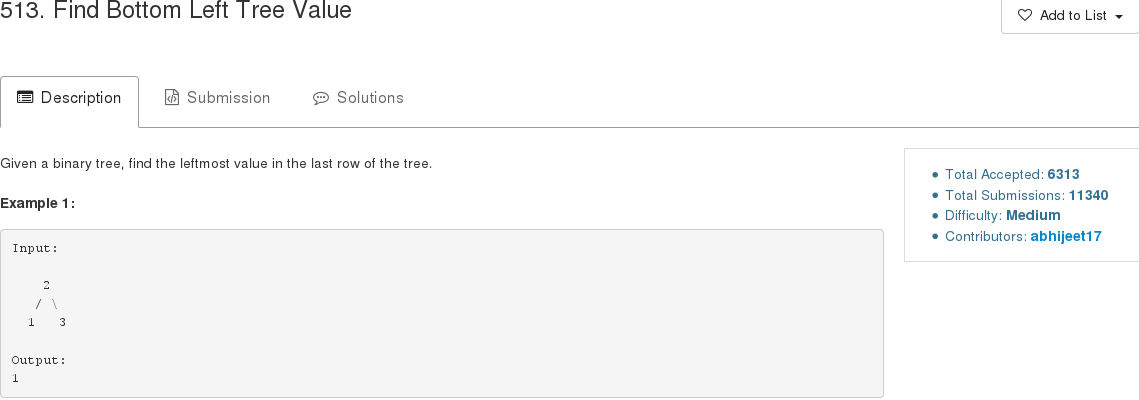 513. Find Bottom Left Tree Value
Add to List
Description
Submission
Solutions
Given a binary tree, find the leftmost value in the last row of the tree.
Example 1:
Input:
2
/ \
1 3
Output:
1
Total Accepted: 6313
Total Submissions: 11340
Difficulty: Medium
Contributors: abhijeet17